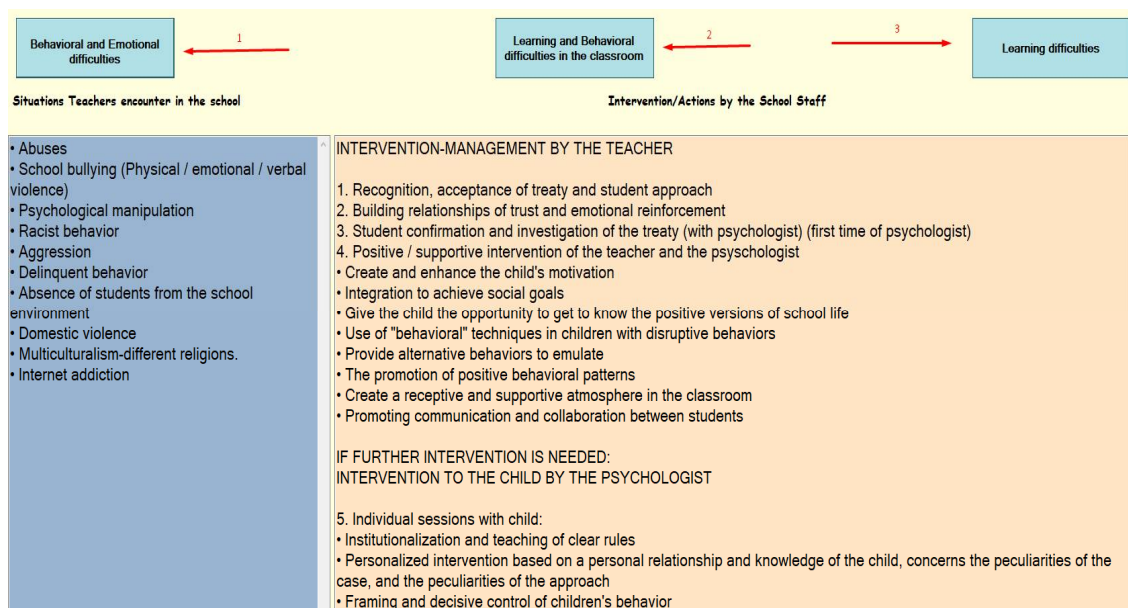 Behavioral and Emotional
difficulties
1
Learning and Behavioral
difficulties in the classroom
2
3
Learning difficulties
Situations Teachers encounter in the school
Intervention/Actions by the School Staff
• Abuses
• School bullying (Physical / emotional / verbal
violence)
• Psychological manipulation
• Racist behavior
• Aggression
• Delinquent behavior
• Absence of students from the school
environment
• Domestic violence
• Multiculturalism-different religions.
• Internet addiction
INTERVENTION-MANAGEMENT BY THE TEACHER
1. Recognition, acceptance of treaty and student approach
2. Building relationships of trust and emotional reinforcement
3. Student confirmation and investigation of the treaty (with psychologist) (first time of psychologist)
4. Positive / supportive intervention of the teacher and the psyschologist
• Create and enhance the child's motivation
• Integration to achieve social goals
• Give the child the opportunity to get to know the positive versions of school life
• Use of "behavioral" techniques in children with disruptive behaviors
• Provide alternative behaviors to emulate
• The promotion of positive behavioral patterns
• Create a receptive and supportive atmosphere in the classroom
• Promoting communication and collaboration between students
IF FURTHER INTERVENTION IS NEEDED:
INTERVENTION TO THE CHILD BY THE PSYCHOLOGIST
5. Individual sessions with child:
• Institutionalization and teaching of clear rules
• Personalized intervention based on a personal relationship and knowledge of the child, concerns the peculiarities of the
case, and the peculiarities of the approach
• Framing and decisive control of children's behavior